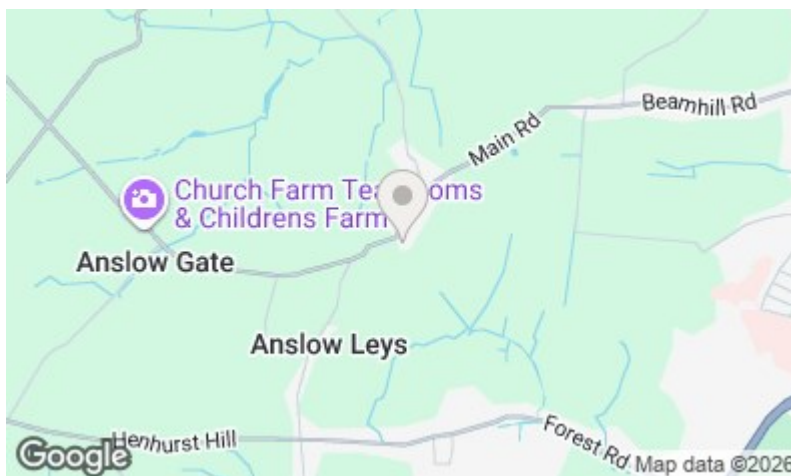 Beamhill Rd
Main Rd
Church Farm Tea
oms
& Childrens Farm
Anslow Gate
Anslow Leys
Henhurst Hill
Forest Rd
Google
Map data ©2026